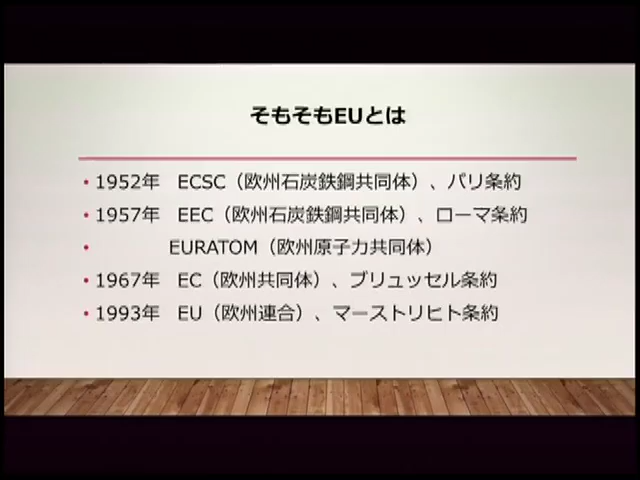 そもそもEUとは
• 1952年 ECSC（欧州石炭鉄鋼共同体）、パリ条約
• 1957年 EEC（欧州石炭鉄鋼共同体）、ローマ条約
• EURATOM（欧州原子力共同体）
• 1967年 EC（欧州共同体）、ブリュッセル条約
• 1993年 EU（欧州連合）、マーストリヒト条約